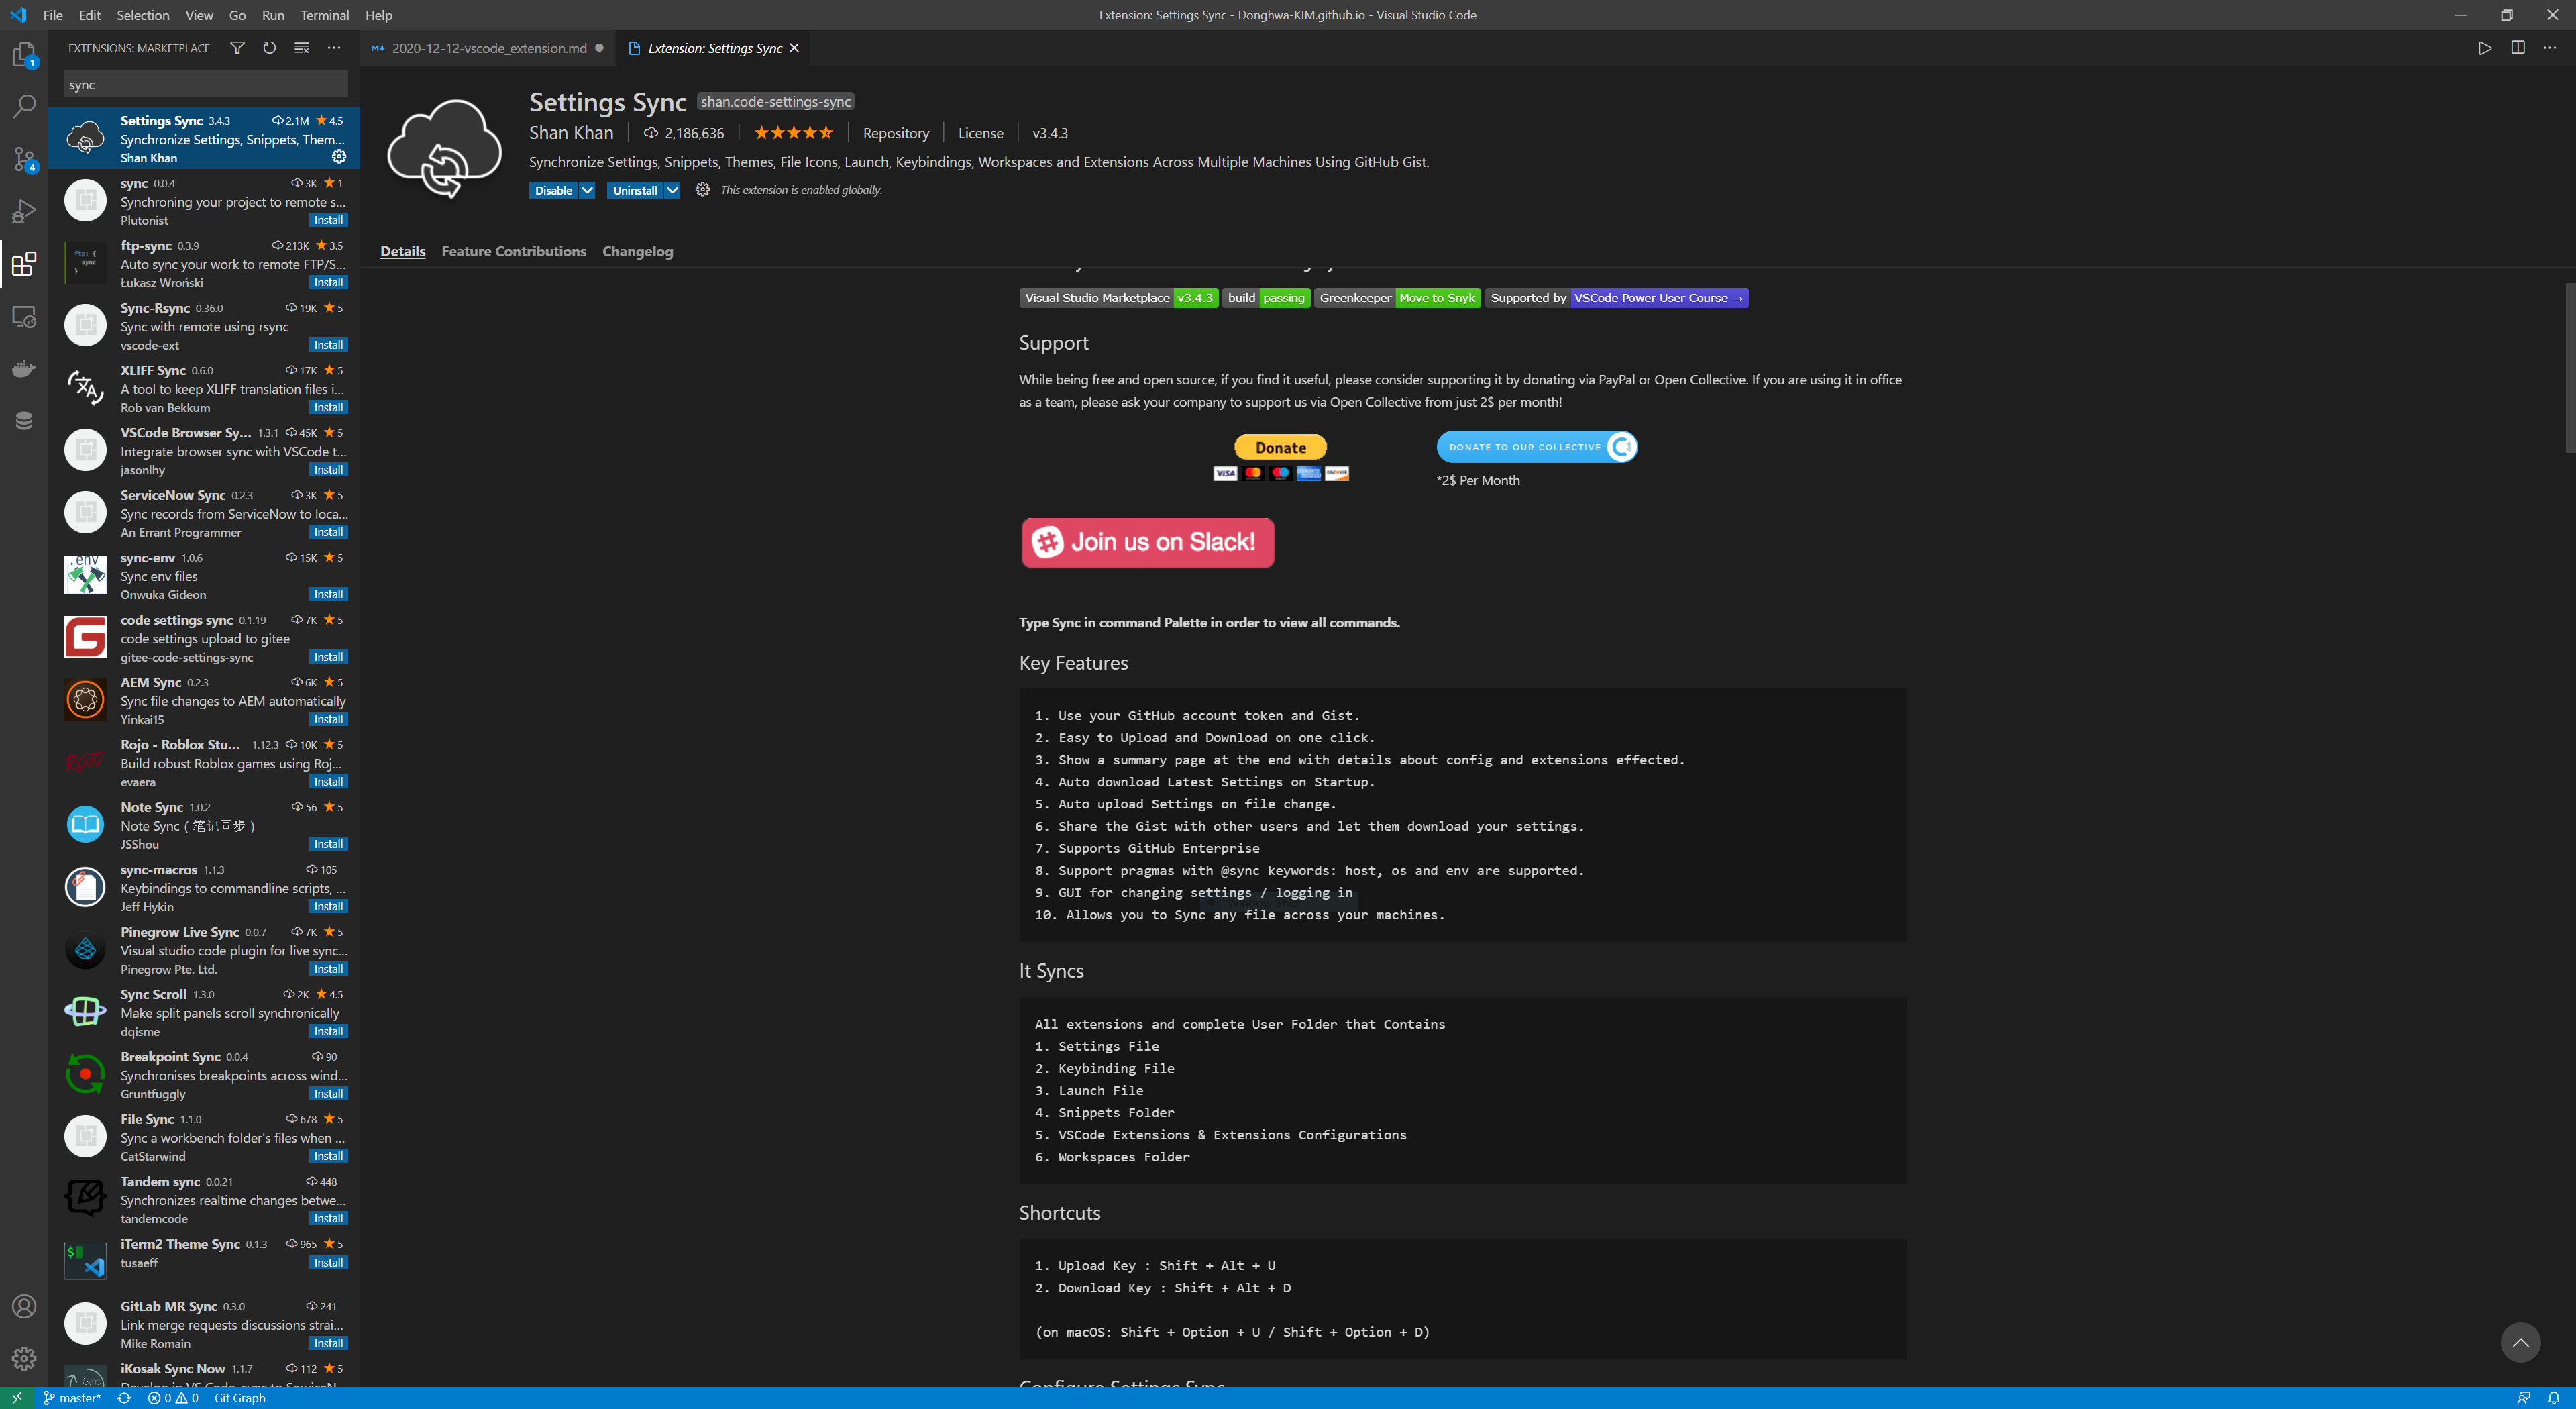 File Edit Selection View Go Run Terminal Help
Extension: Settings Sync - Donghwa-KIM.github.io - Visual Studio Code
EXTENSIONS: MARKETPLACE
sync
1
4
Settings Sync 3.4.3 2.1M 4.5
Synchronize Settings, Snippets, Them...
Shan Khan
sync 0.0.4 3K 1
Synchroning your project to remote s...
Plutonist Install
ftp: {
sync
}
ftp-sync 0.3.9 213K 3.5
Auto sync your work to remote FTP/S...
Łukasz Wroński Install
Sync-Rsync 0.36.0 19K 5
Sync with remote using rsync
vscode-ext Install
XLIFF Sync 0.6.0 17K 5
A tool to keep XLIFF translation files i...
Rob van Bekkum Install
VSCode Browser Sy... 1.3.1 45K 5
Integrate browser sync with VSCode t...
jasonlhy Install
ServiceNow Sync 0.2.3 3K 5
Sync records from ServiceNow to loca...
An Errant Programmer Install
.env
sync-env 1.0.6 15K 5
Sync env files
Onwuka Gideon Install
code settings sync 0.1.19 7K 5
code settings upload to gitee
gitee-code-settings-sync Install
AEM Sync 0.2.3 6K 5
Sync file changes to AEM automatically
Yinkai15 Install
Rojo - Roblox Stu... 1.12.3 10K 5
Build robust Roblox games using Roj...
evaera Install
Note Sync 1.0.2 56 5
Note Sync ( 笔记同步 )
JSShou Install
sync-macros 1.1.3 105
Keybindings to commandline scripts, ...
Jeff Hykin Install
Pinegrow Live Sync 0.0.7 7K 5
Visual studio code plugin for live sync...
Pinegrow Pte. Ltd. Install
Sync Scroll 1.3.0 2K 4.5
Make split panels scroll synchronically
dqisme Install
Breakpoint Sync 0.0.4 90
Synchronises breakpoints across wind...
Gruntfuggly Install
File Sync 1.1.0 678 5
Sync a workbench folder's files when ...
CatStarwind Install
Tandem sync 0.0.21 448
Synchronizes realtime changes betwe...
tandemcode Install
iTerm2 Theme Sync 0.1.3 965 5
tusaeff Install
GitLab MR Sync 0.3.0 241
Link merge requests discussions strai...
Mike Romain Install
iKosak Sync Now 1.1.7 112 5
2020-12-12-vscode_extension.md
Extension: Settings Sync
Settings Sync shan.code-settings-sync
Shan Khan 2,186,636 Repository License v3.4.3
Synchronize Settings, Snippets, Themes, File Icons, Launch, Keybindings, Workspaces and Extensions Across Multiple Machines Using GitHub Gist.
Disable Uninstall This extension is enabled globally.
Details Feature Contributions Changelog
Visual Studio Marketplace v3.4.3 build passing Greenkeeper Move to Snyk Supported by VSCode Power User Course →
Support
While being free and open source, if you find it useful, please consider supporting it by donating via PayPal or Open Collective. If you are using it in office
as a team, please ask your company to support us via Open Collective from just 2$ per month!
Donate
VISA
DONATE TO OUR COLLECTIVE
*2$ Per Month
Join us on Slack!
Type Sync in command Palette in order to view all commands.
Key Features
1. Use your GitHub account token and Gist.
2. Easy to Upload and Download on one click.
3. Show a summary page at the end with details about config and extensions effected.
4. Auto download Latest Settings on Startup.
5. Auto upload Settings on file change.
6. Share the Gist with other users and let them download your settings.
7. Supports GitHub Enterprise
8. Support pragmas with @sync keywords: host, os and env are supported.
9. GUI for changing settings / logging in
10. Allows you to Sync any file across your machines.
It Syncs
All extensions and complete User Folder that Contains
1. Settings File
2. Keybinding File
3. Launch File
4. Snippets Folder
5. VSCode Extensions & Extensions Configurations
6. Workspaces Folder
Shortcuts
1. Upload Key : Shift + Alt + U
2. Download Key : Shift + Alt + D
(on macOS: Shift + Option + U / Shift + Option + D)
Configure Settings Sync
master* 0 0 Git Graph